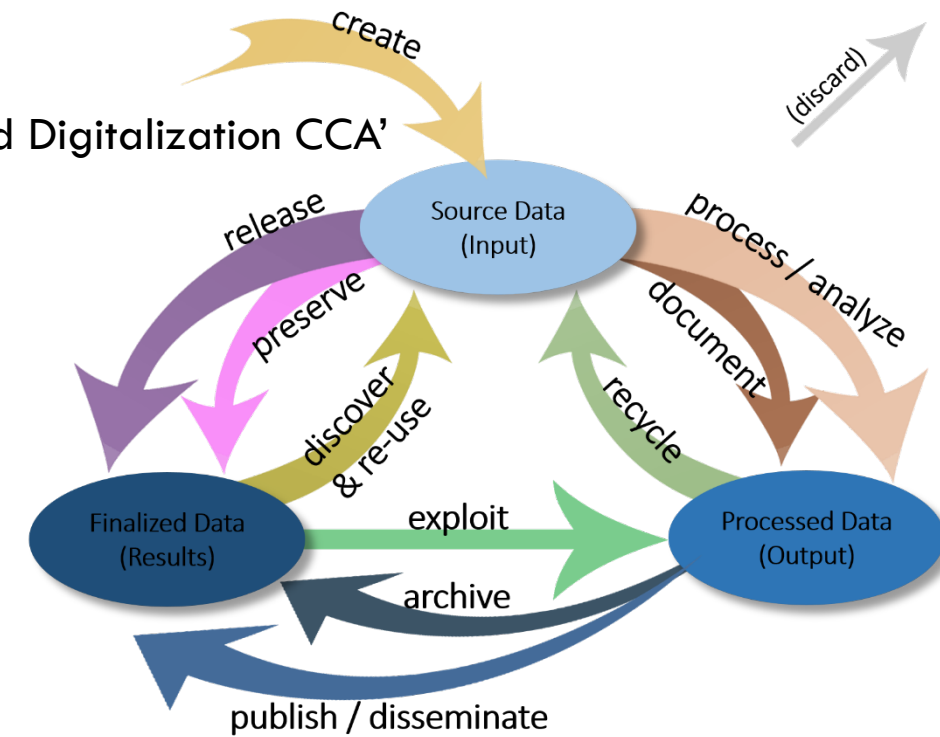 create
(discard)
d Digitalization CCA’
Source Data
(Input)
release
process / analyze
preserve
document
discover
& re-use
recycle
Finalized Data
(Results)
exploit
Processed Data
(Output)
archive
publish / disseminate